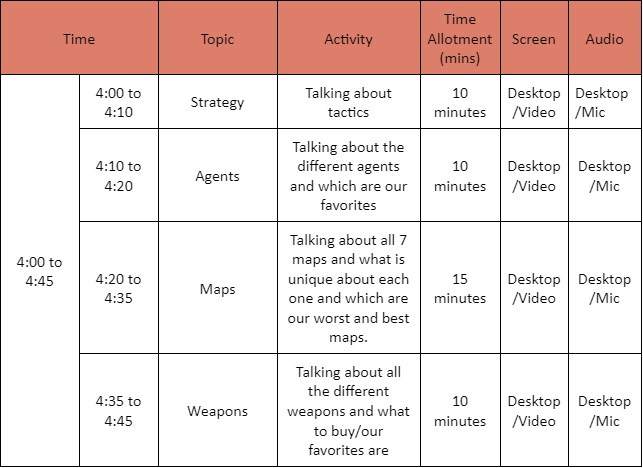 Time
Topic
Activity
Time
Allotment
(mins)
Screen
Audio
4:00 to
4:45
4:00 to
4:10
Strategy
Talking about
tactics
10
minutes
Desktop
/Video
Desktop
/Mic
4:10 to
4:20
Agents
Talking about the
different agents
and which are our
favorites
10
minutes
Desktop
/Video
Desktop
/Mic
4:20 to
4:35
Maps
Talking about all 7
maps and what is
unique about each
one and which are
our worst and best
maps.
15
minutes
Desktop
/Video
Desktop
/Mic
4:35 to
4:45
Weapons
Talking about all
the different
weapons and what
to buy/our
favorites are
10
minutes
Desktop
/Video
Desktop
/Mic